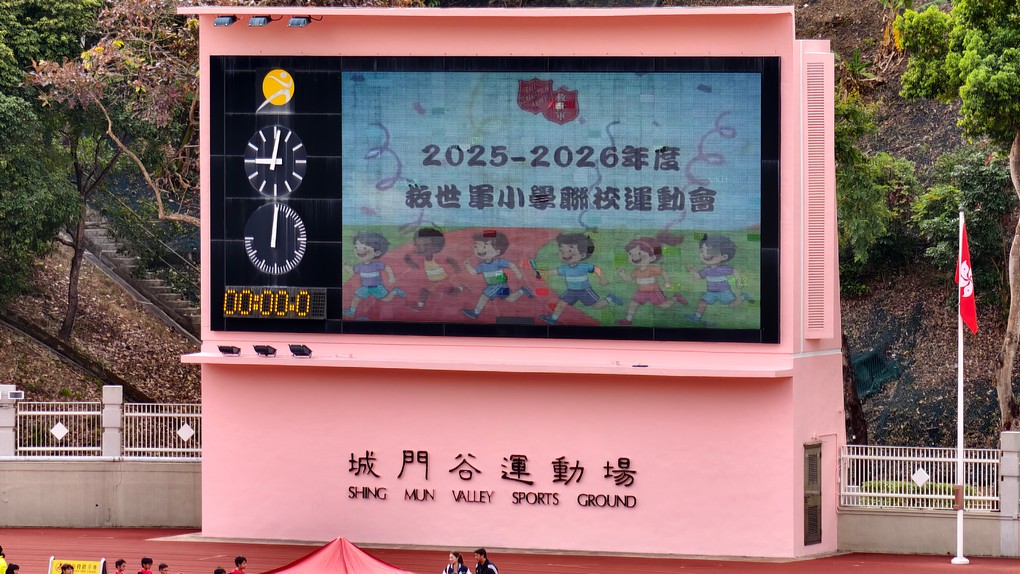 2025-2026年度
救世軍小學聯校運動會
00:00:0
城門谷運動場
SHING MUN VALLEY SPORTS GROUND